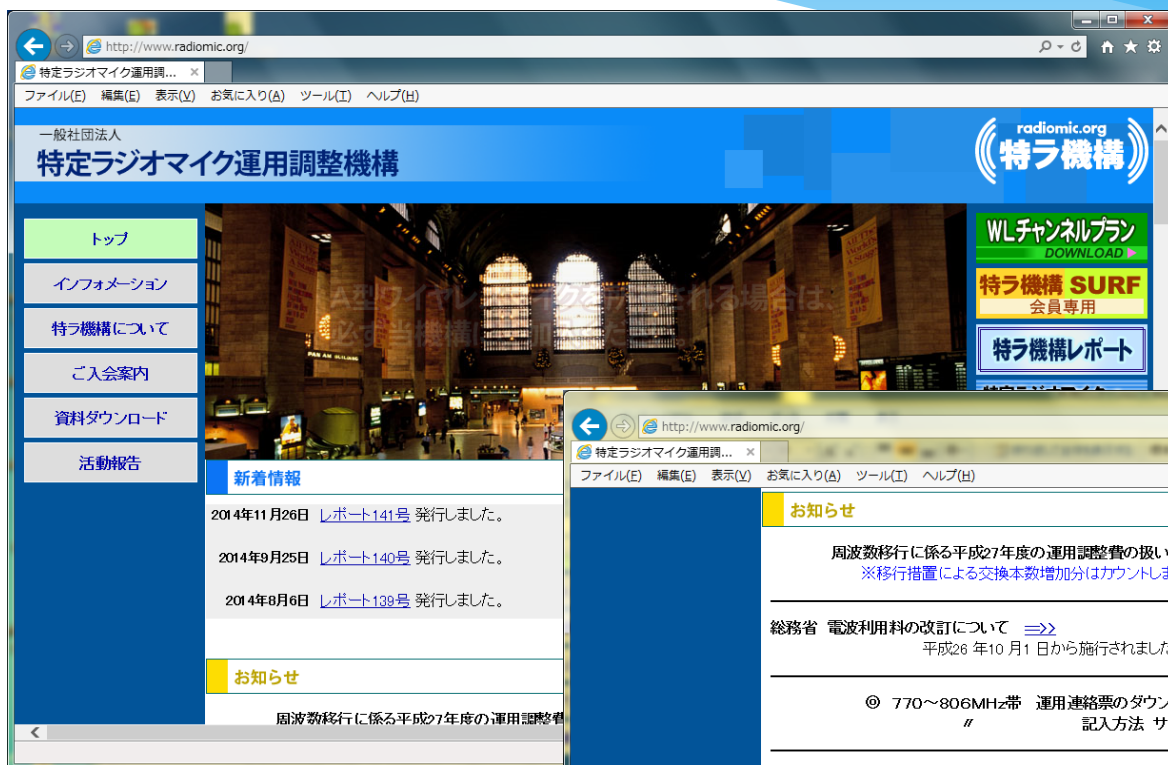 http://www.radiomic.org/
特定ラジオマイク運用調... ×
ファイル(F) 編集(E) 表示(V) お気に入り(A) ツール(T) ヘルプ(H)
一般社団法人
特定ラジオマイク運用調整機構
radiomic.org
特ラ機構
トップ
インフォメーション
特ラ機構について
ご入会案内
資料ダウンロード
活動報告
PAN AM BUILDING
WLチャンネルプラン
DOWNLOAD
特ラ機構 SURF
会員専用
特ラ機構レポート
新着情報
2014年11月26日 レポート141号 発行しました。
2014年9月25日 レポート140号 発行しました。
2014年8月6日 レポート139号 発行しました。
お知らせ
周波数移行に係る平成27年度の運用調整費
http://www.radiomic.org/
特定ラジオマイク運用調... ×
ファイル(F) 編集(E) 表示(V) お気に入り(A) ツール(T) ヘルプ(H)
お知らせ
周波数移行に係る平成27年度の運用調整費の扱い
※移行措置による交換本数増加分はカウントしま
総務省 電波利用料の改訂について =>>
平成26 年10 月1 日から施行されました
◎ 770～806MHz帯 運用連絡票のダウン
〃 記入方法 サ